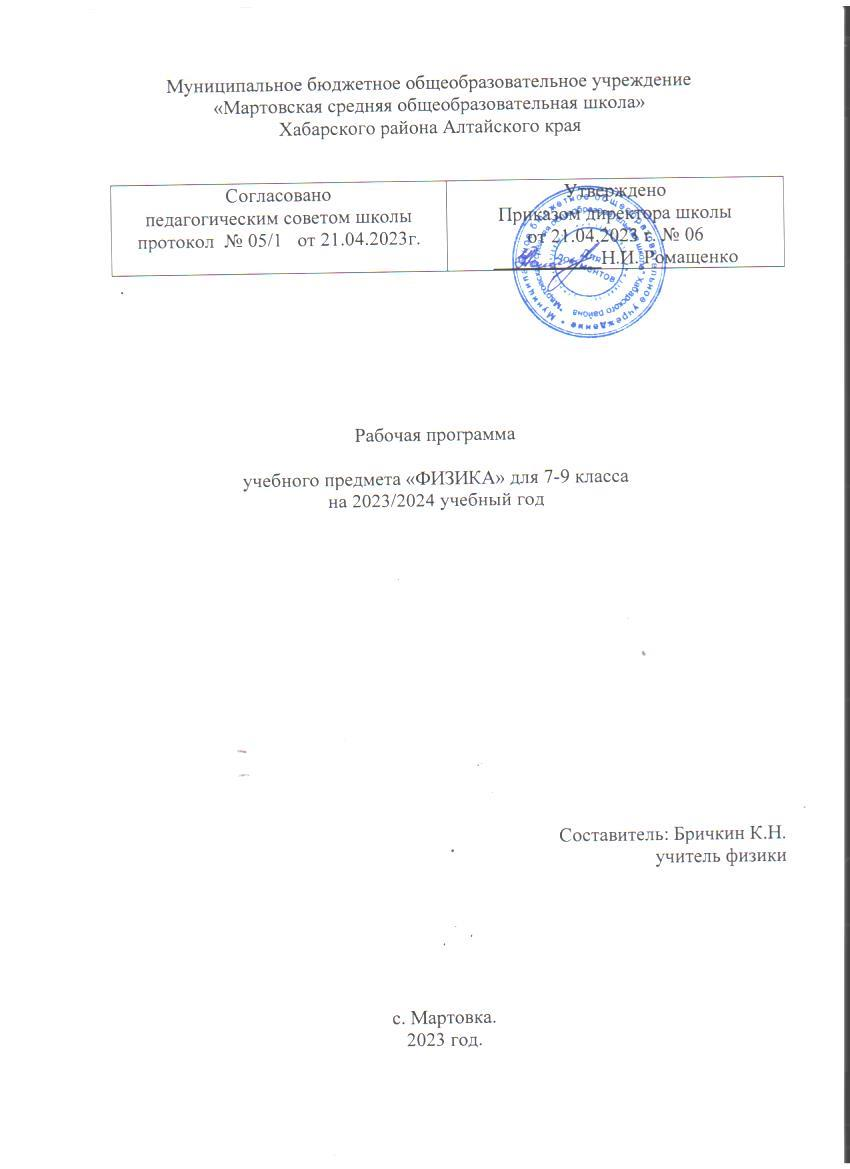 Муниципальное бюджетное общеобразовательное учреждение
«Мартовская средняя общеобразовательная школа»
Хабарского района Алтайского края
Согласовано
педагогическим советом школы
протокол № 05/1 от 21.04.2023г.
Утверждено
Приказом директора школы
от 21.04.2023 г. № 06
Н.И. Ромащенко
Для
документов
Рабочая программа
учебного предмета «ФИЗИКА» для 7-9 класса
на 2023/2024 учебный год
Составитель: Бричкин К.Н.
учитель физики
с. Мартовка.
2023 год.